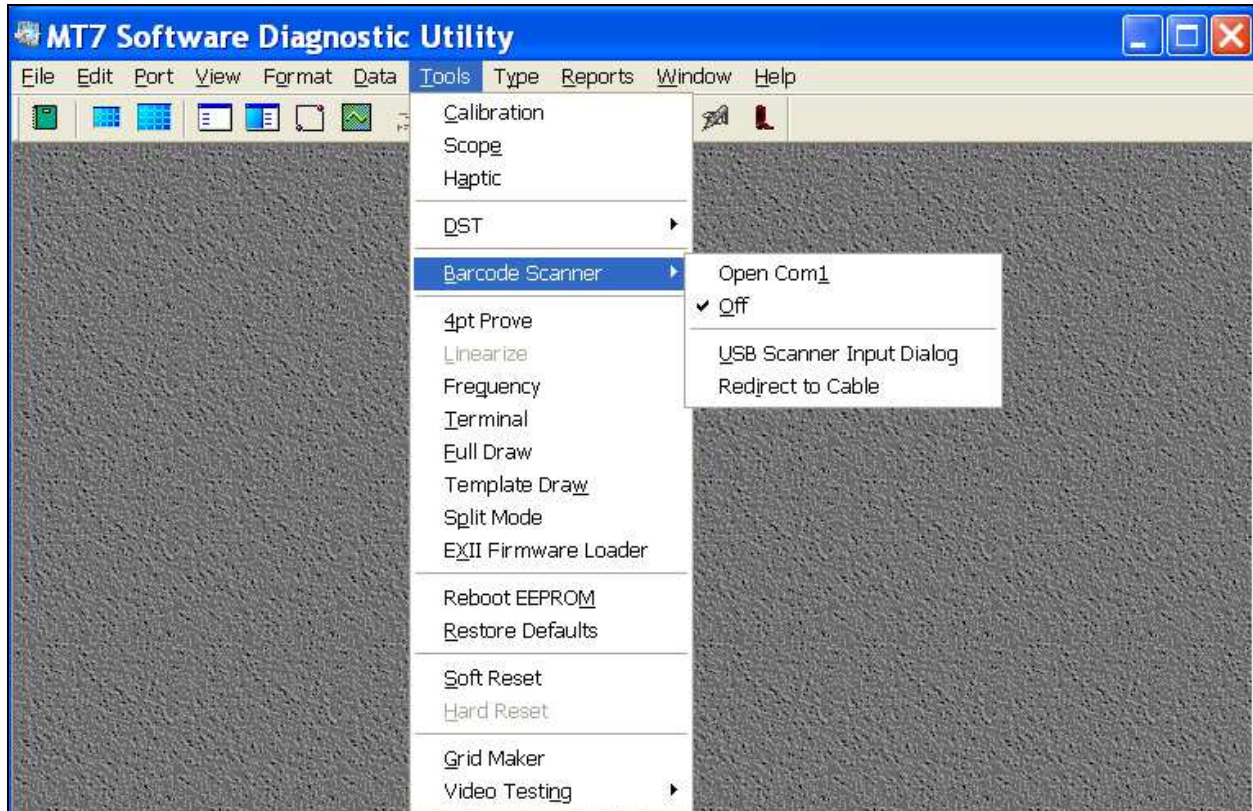 MT7 Software Diagnostic Utility
File Edit Port View Format Data Tools Type Reports Window Help
Calibration
Scope
Haptic
DST
Barcode Scanner
Open Com1
Off
USB Scanner Input Dialog
Redirect to Cable
4pt Prove
Linearize
Frequency
Terminal
Full Draw
Template Draw
Split Mode
EXII Firmware Loader
Reboot EEPROM
Restore Defaults
Soft Reset
Hard Reset
Grid Maker
Video Testing